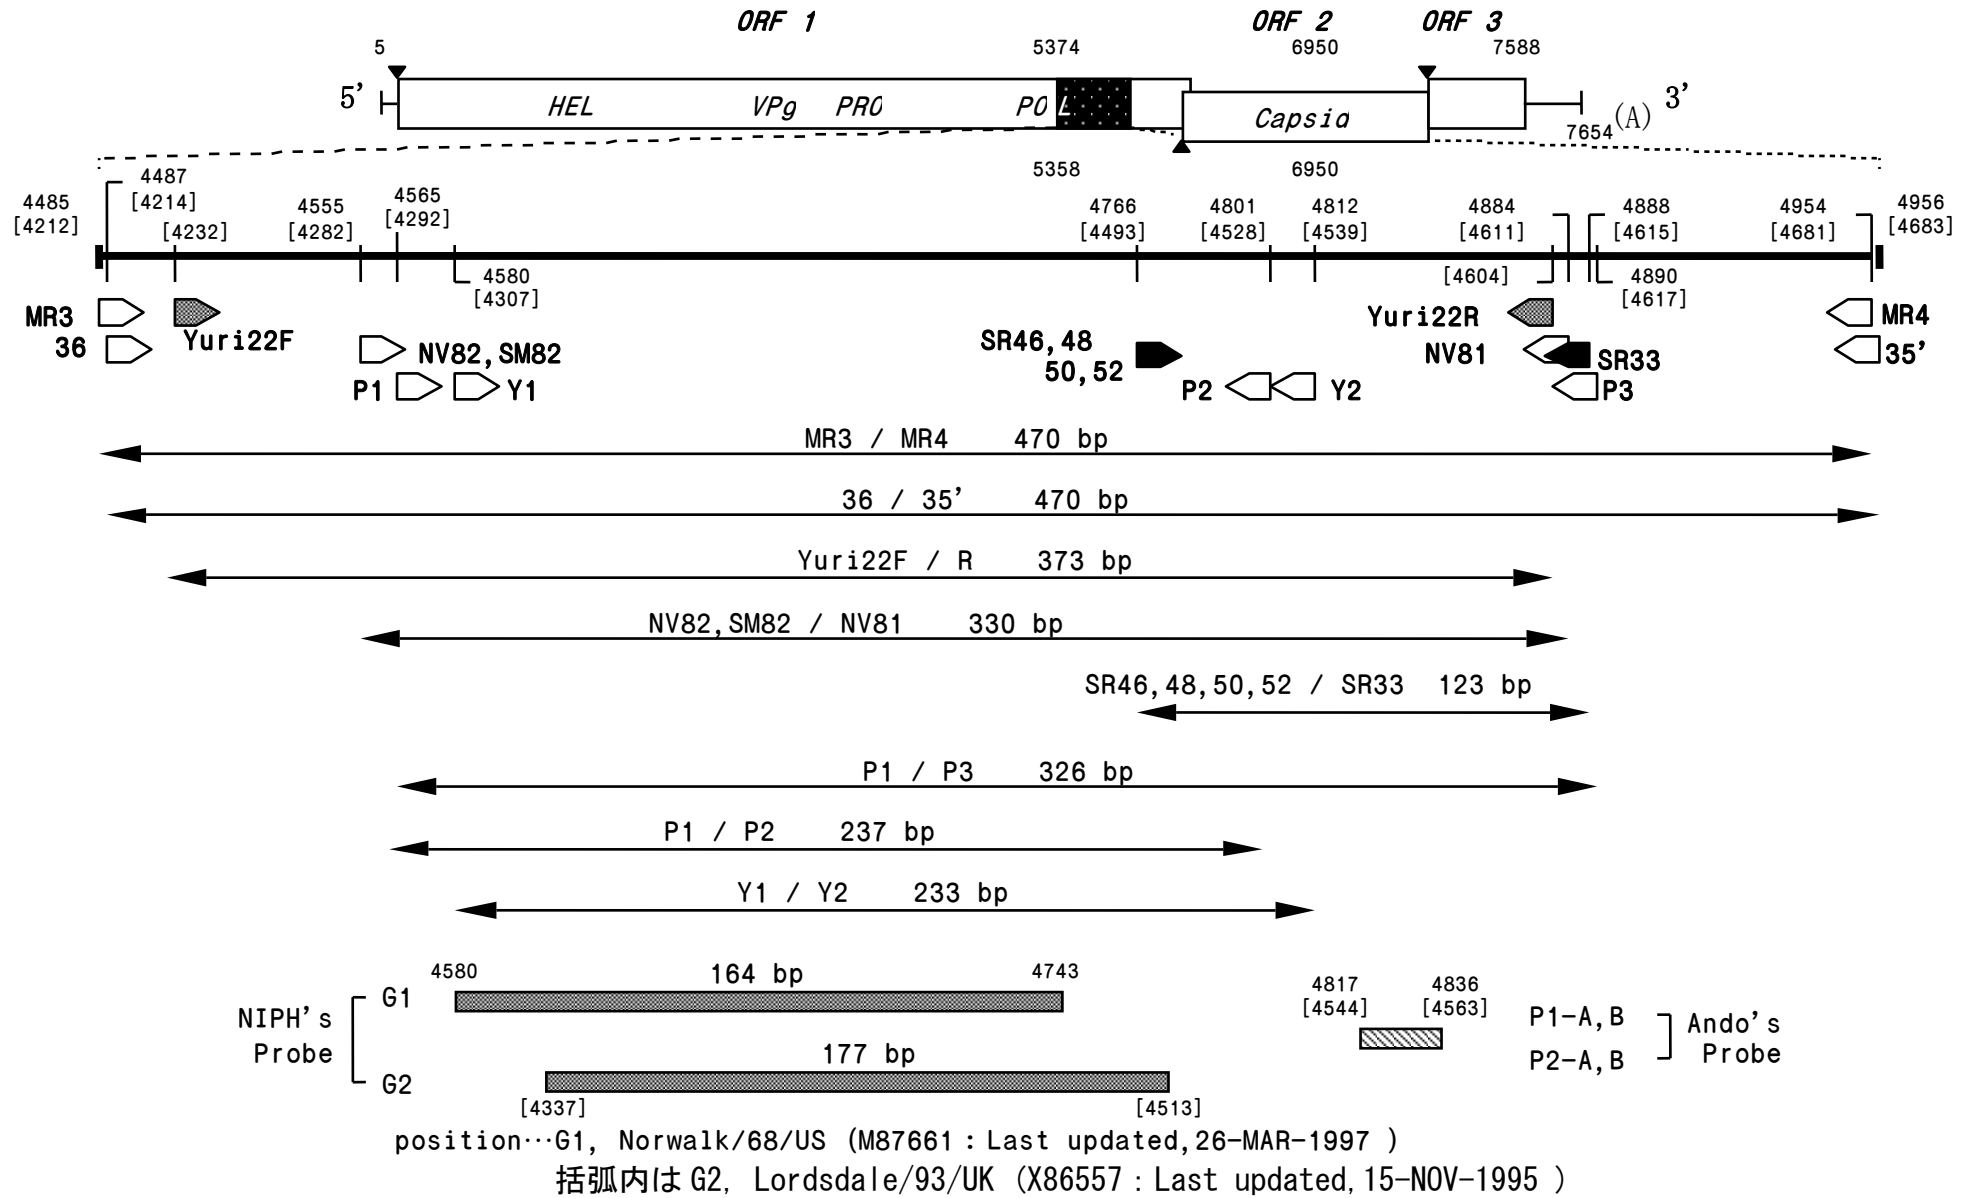 ORF 1 ORF 2 ORF 3
5 5374 6950 7588
5' HEL VPg PRO POL Capsid (A) 3'
7654
5358 6950
4487
[4214]
4485
[4212]
[4232]
4555
[4282]
4565
[4292]
4580
[4307]
4766
[4493]
4801
[4528]
4812
[4539]
4884
[4611]
[4604]
4888
[4615]
4890
[4617]
4954
[4681]
4956
[4683]
MR3
36
Yuri22F
NV82,SM82
P1
Y1
SR46,48
50,52
P2
Y2
Yuri22R
NV81
SR33
P3
MR4
35'
MR3 / MR4 470 bp
36 / 35' 470 bp
Yuri22F / R 373 bp
NV82,SM82 / NV81 330 bp
SR46,48,50,52 / SR33 123 bp
P1 / P3 326 bp
P1 / P2 237 bp
Y1 / Y2 233 bp
4580 164 bp 4743
G1
NIPH's
Probe
177 bp
G2
[4337] [4513]
4817
[4544]
4836
[4563]
P1-A,B
P2-A,B
Ando's
Probe
position…G1, Norwalk/68/US (M87661 : Last updated,26-MAR-1997 )
括弧内は G2, Lordsdale/93/UK (X86557 : Last updated,15-NOV-1995 )